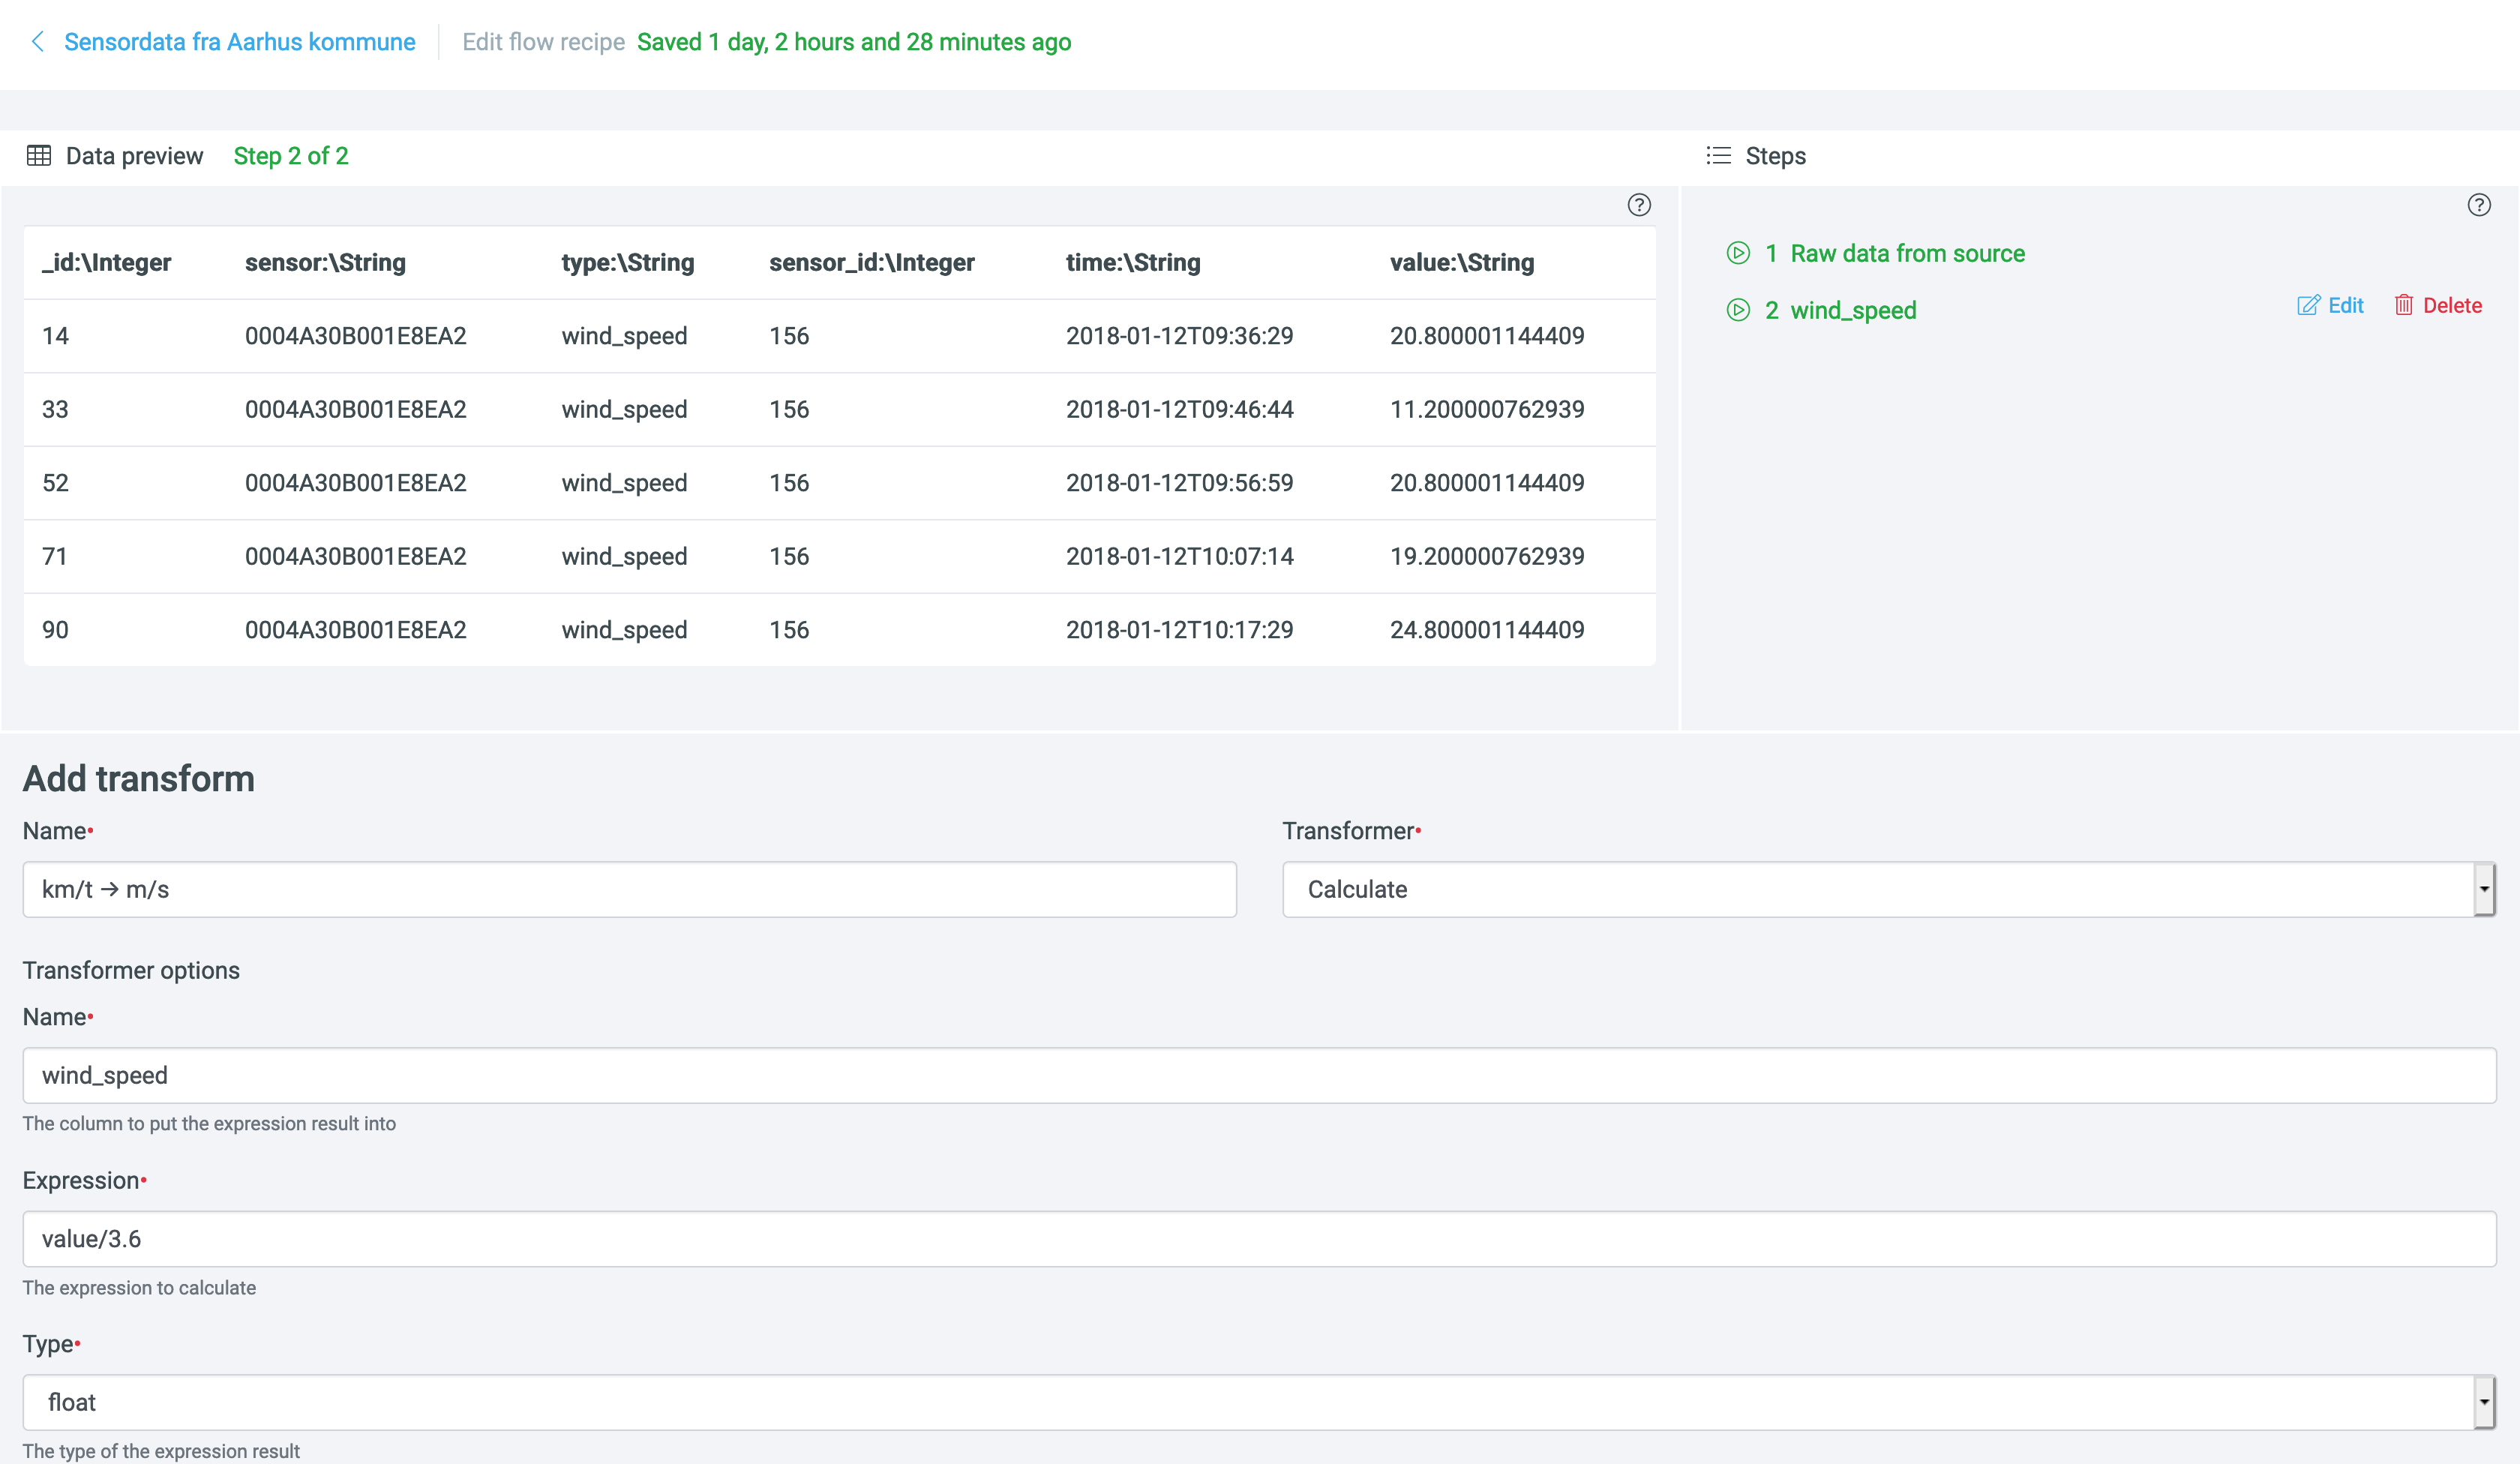 Sensordata fra Aarhus kommune Edit flow recipe Saved 1 day, 2 hours and 28 minutes ago
Data preview Step 2 of 2
_id:\Integer sensor:\String type:\String sensor_id:\Integer time:\String value:\String
14 0004A30B001E8EA2 wind_speed 156 2018-01-12T09:36:29 20.800001144409
33 0004A30B001E8EA2 wind_speed 156 2018-01-12T09:46:44 11.200000762939
52 0004A30B001E8EA2 wind_speed 156 2018-01-12T09:56:59 20.800001144409
71 0004A30B001E8EA2 wind_speed 156 2018-01-12T10:07:14 19.200000762939
90 0004A30B001E8EA2 wind_speed 156 2018-01-12T10:17:29 24.800001144409
Steps
1 Raw data from source
2 wind_speed Edit Delete
Add transform
Name•
km/t → m/s
Transformer•
Calculate
Transformer options
Name•
wind_speed
The column to put the expression result into
Expression•
value/3.6
The expression to calculate
Type•
float
The type of the expression result